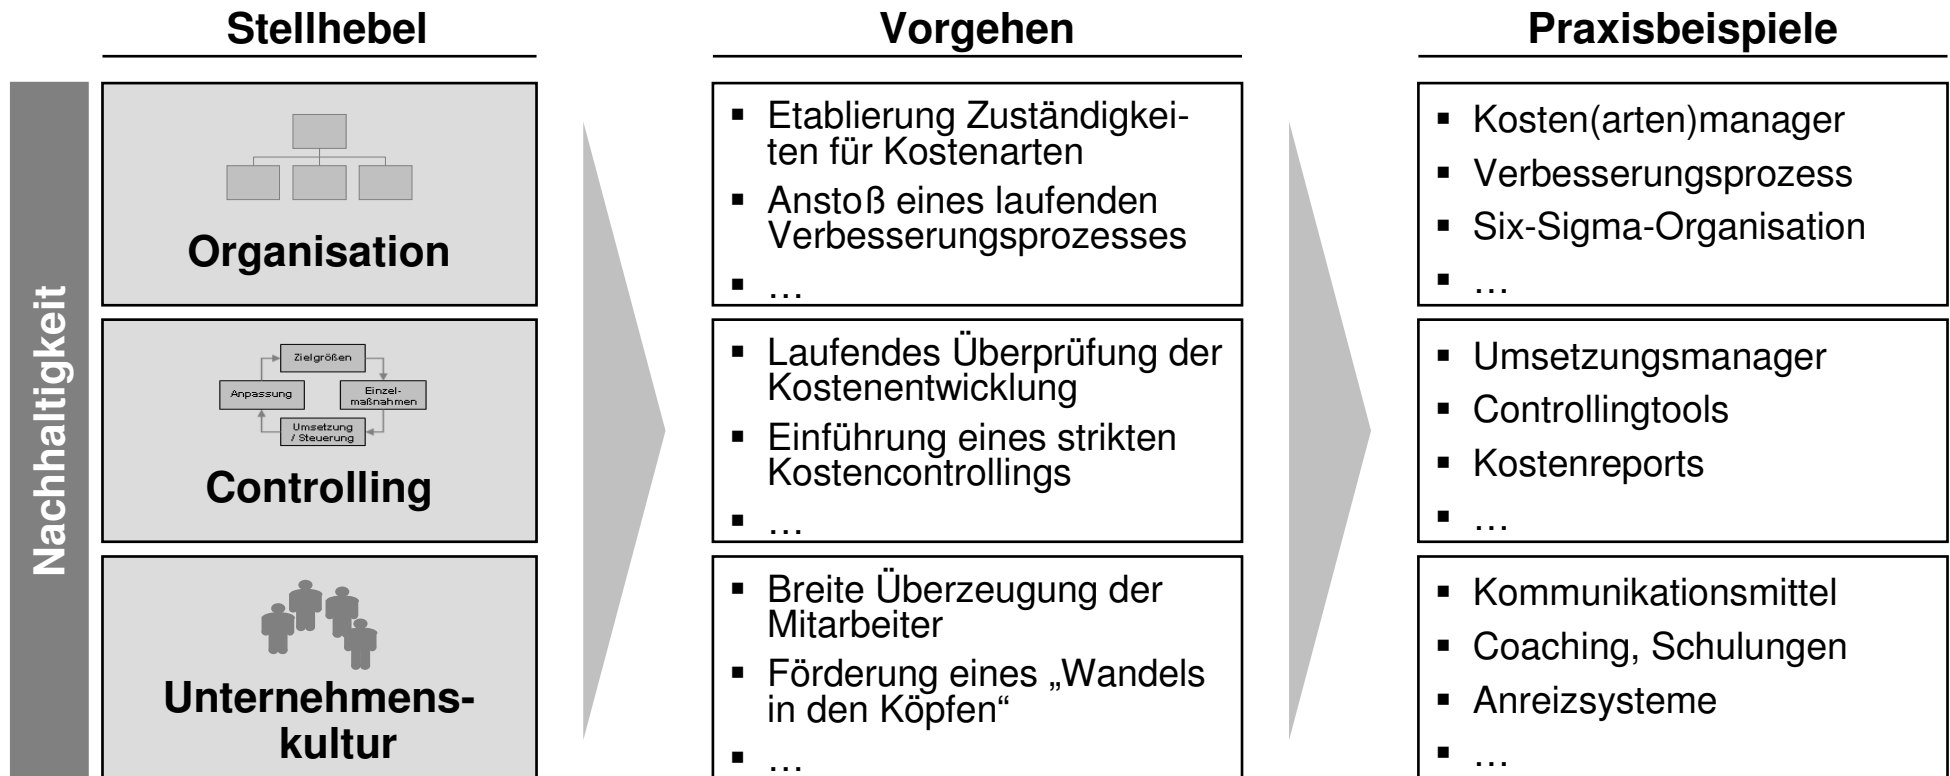 Stellhebel
Vorgehen
Praxisbeispiele
Nachhaltigkeit
Organisation
▪ Etablierung Zuständigkei-
ten für Kostenarten
▪ Anstoß eines laufenden
Verbesserungsprozesses
▪ …
▪ Kosten(arten)manager
▪ Verbesserungsprozess
▪ Six-Sigma-Organisation
▪ …
Zielgrößen
Anpassung
Einzel-
maßnahmen
Umsetzung
/ Steuerung
Controlling
▪ Laufendes Überprüfung der
Kostenentwicklung
▪ Einführung eines strikten
Kostencontrollings
▪ …
▪ Umsetzungsmanager
▪ Controllingtools
▪ Kostenreports
▪ …
Unternehmens-
kultur
▪ Breite Überzeugung der
Mitarbeiter
▪ Förderung eines „Wandels
in den Köpfen“
▪ …
▪ Kommunikationsmittel
▪ Coaching, Schulungen
▪ Anreizsysteme
▪ …